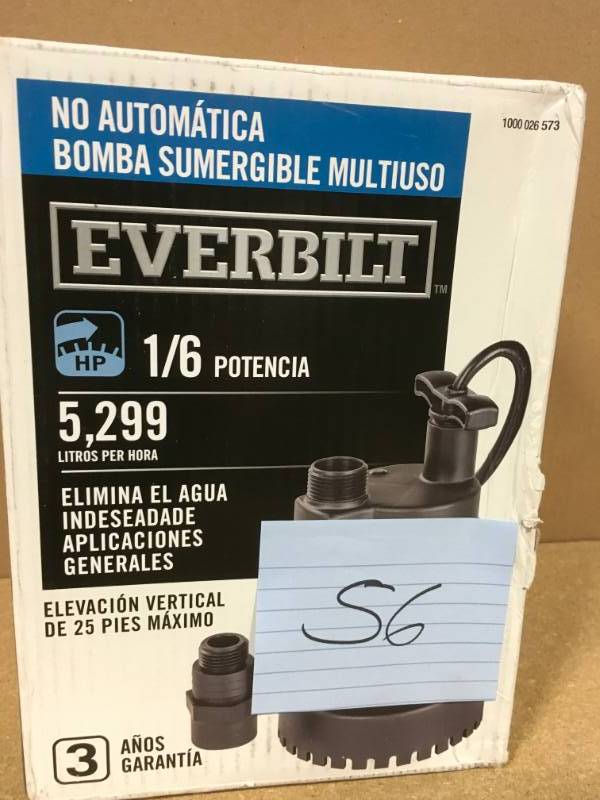 NO AUTOMÁTICA
BOMBA SUMERGIBLE MULTIUSO
1000 026 573
EVERBILT
TM
HP
1/6 POTENCIA
5,299
LITROS PER HORA
ELIMINA EL AGUA
INDESEADADE
APLICACIONES
GENERALES
ELEVACIÓN VERTICAL
DE 25 PIES MÁXIMO
S6
3 AÑOS
GARANTÍA